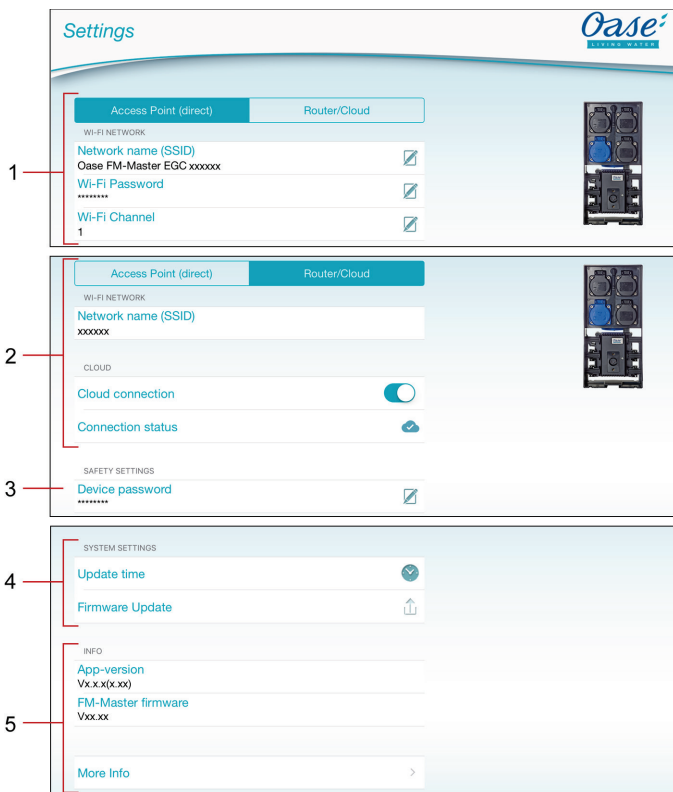 Settings
Oase
LIVING WATER
Access Point (direct) Router/Cloud
WI-FI NETWORK
1
Network name (SSID)
Oase FM-Master EGC xxxxxx
Wi-Fi Password
********
Wi-Fi Channel
1
Access Point (direct) Router/Cloud
WI-FI NETWORK
Network name (SSID)
xxxxxx
2
CLOUD
Cloud connection
Connection status
SAFETY SETTINGS
3
Device password
********
SYSTEM SETTINGS
4
Update time
Firmware Update
INFO
App-version
Vx.x.x(x.xx)
FM-Master firmware
Vxx.xx
5
More Info